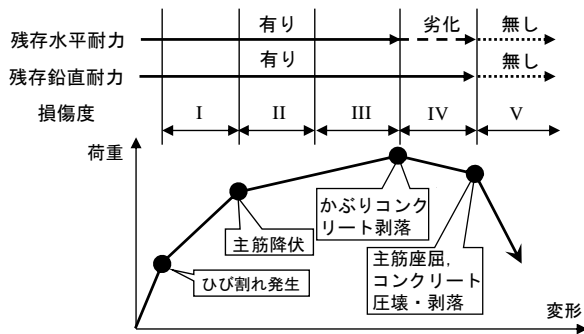 有り
劣化
無し
残存水平耐力
有り
無し
残存鉛直耐力
損傷度
I
II
III
IV
V
荷重
かぶりコンク
リート剥落
主筋降伏
主筋座屈,
コンクリート
圧壊・剥落
ひび割れ発生
変形